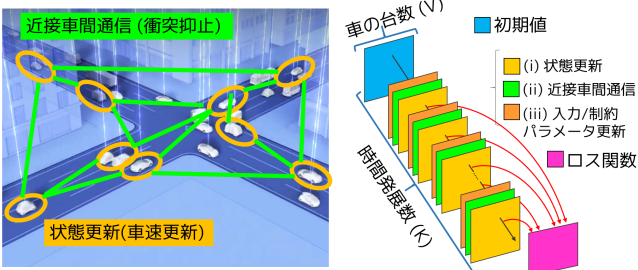 近接車間通信 (衝突抑止)
状態更新(車速更新)
車の台数 (V)
時間発展数 (K)
初期値
(i) 状態更新
(ii) 近接車間通信
(iii) 入力/制約
パラメータ更新
ロス関数